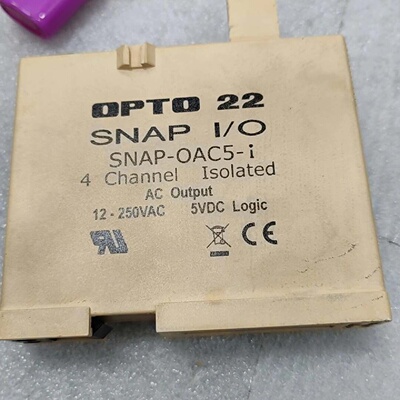 OPTO 22
SNAP I/O
SNAP-OAC5-i
4 Channel Isolated
AC Output
12 - 250VAC 5VDC Logic
CE